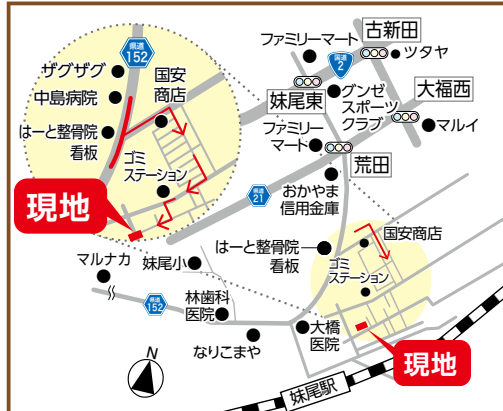 県道
152
ザグザグ
中島病院
はーと整骨院
看板
国安
商店
ゴミ
ステーション
現地
ファミリーマート
国道
2
古新田
ツタヤ
妹尾東
グンゼ
スポーツ
クラブ
大福西
マルイ
ファミリー
マート
荒田
県道
21
おかやま
信用金庫
はーと整骨院
看板
国安商店
ゴミ
ステーション
マルナカ
妹尾小
県道
152
林歯科
医院
なりこまや
大橋
医院
現地
妹尾駅
N